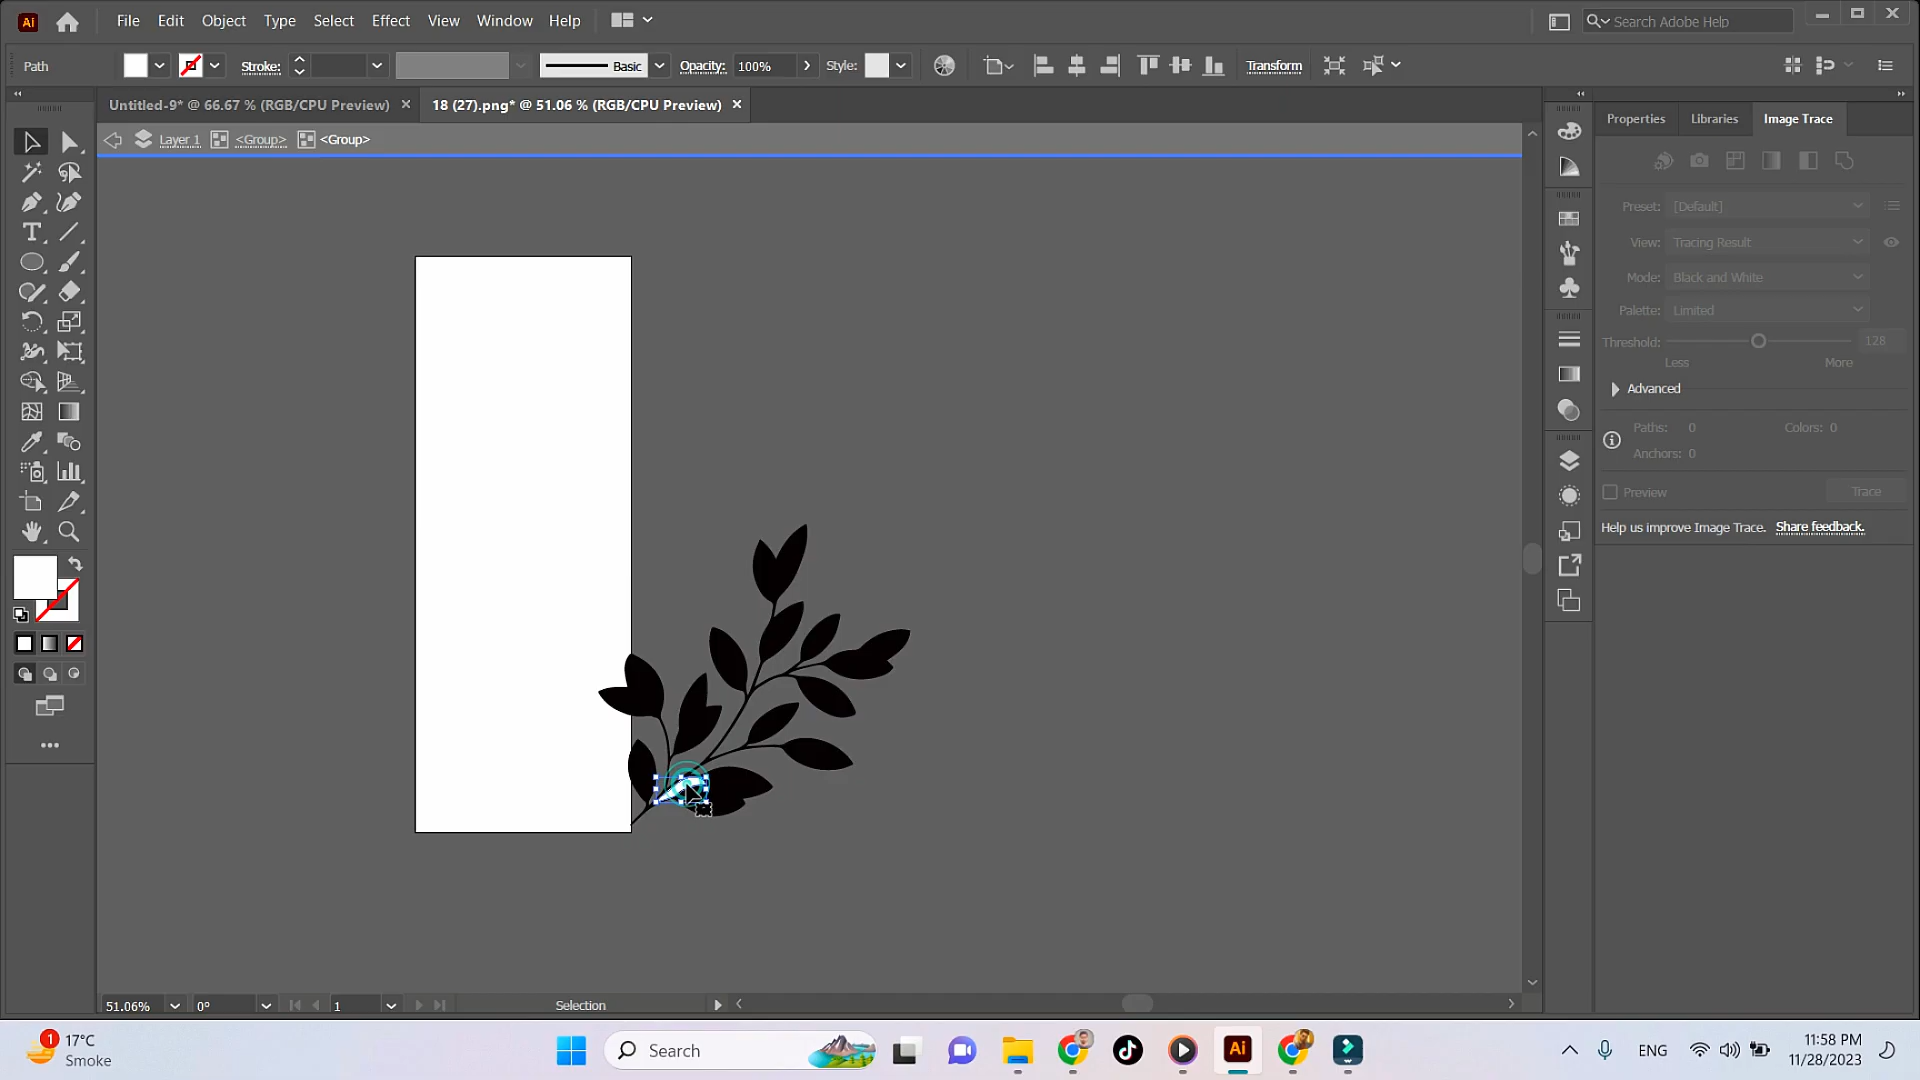 Ai File Edit Object Type Select Effect View Window Help Search Adobe Help
Path Stroke: Basic Opacity: 100% Style: Transform
Untitled-9* @ 66.67 % (RGB/CPU Preview) 18 (27).png* @ 51.06 % (RGB/CPU Preview)
Properties Libraries Image Trace
Layer 1 <Group> <Group>
Preset: [Default]
View: Tracing Result
Mode: Black and White
Palette: Limited
Threshold: 128
Less More
Advanced
Paths: 0 Colors: 0
Anchors: 0
Preview Trace
Help us improve Image Trace. Share feedback.
51.06% 0° 1 Selection
1 17°C
Smoke
Search
Ai
ENG
11:58 PM
11/28/2023